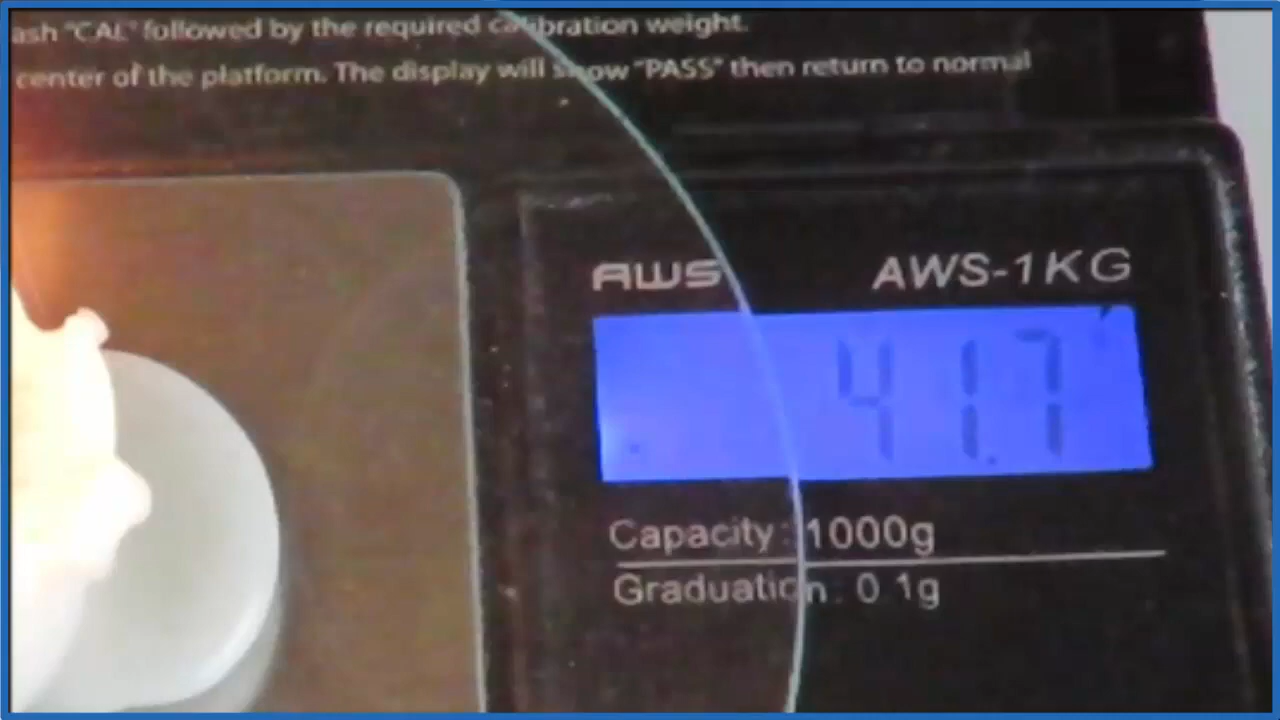 ash "CAL" followed by the required calibration weight.
center of the platform. The display will show "PASS" then return to normal
AWS AWS-1KG
41.7
Capacity: 1000g
Graduation: 0.1g